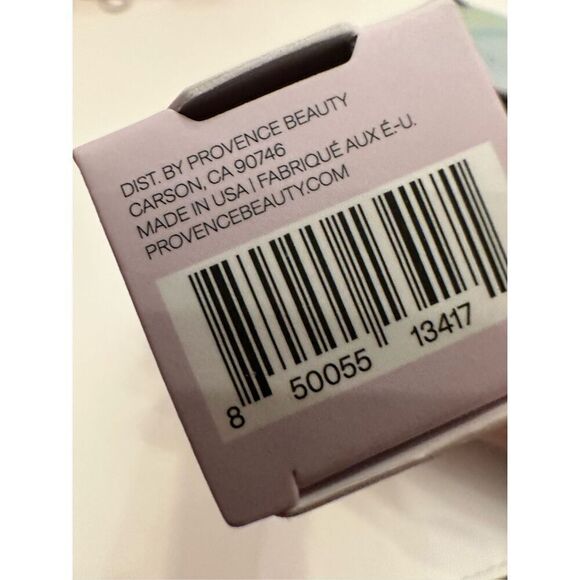 DIST. BY PROVENCE BEAUTY
CARSON, CA 90746
MADE IN USA | FABRIQUÉ AUX É.-U.
PROVENCEBEAUTY.COM
8 50055 13417